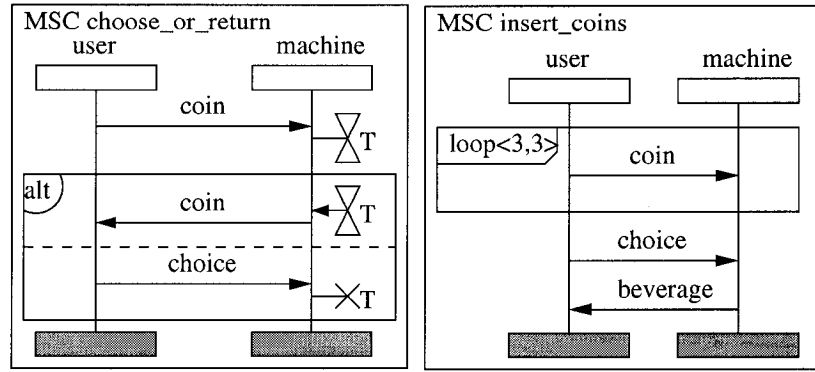 MSC choose_or_return
user machine
coin
T
alt
coin
T
choice
T
MSC insert_coins
user machine
loop<3,3>
coin
choice
beverage